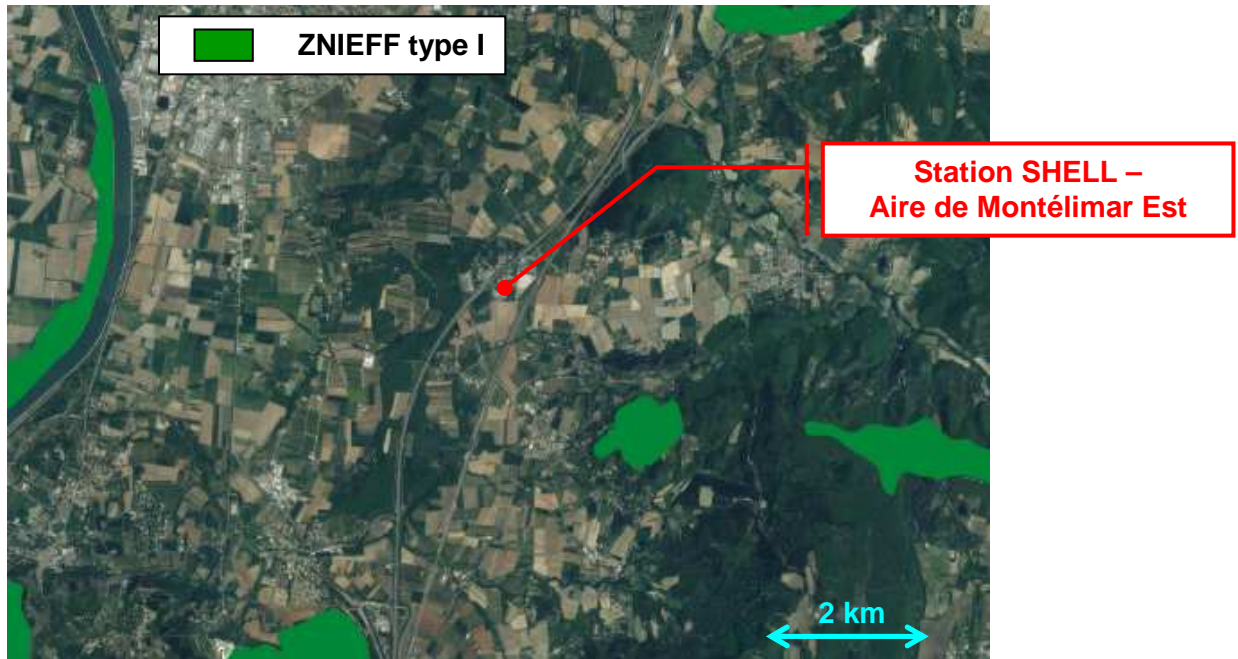 ZNIEFF type I
Station SHELL –
Aire de Montélimar Est
2 km